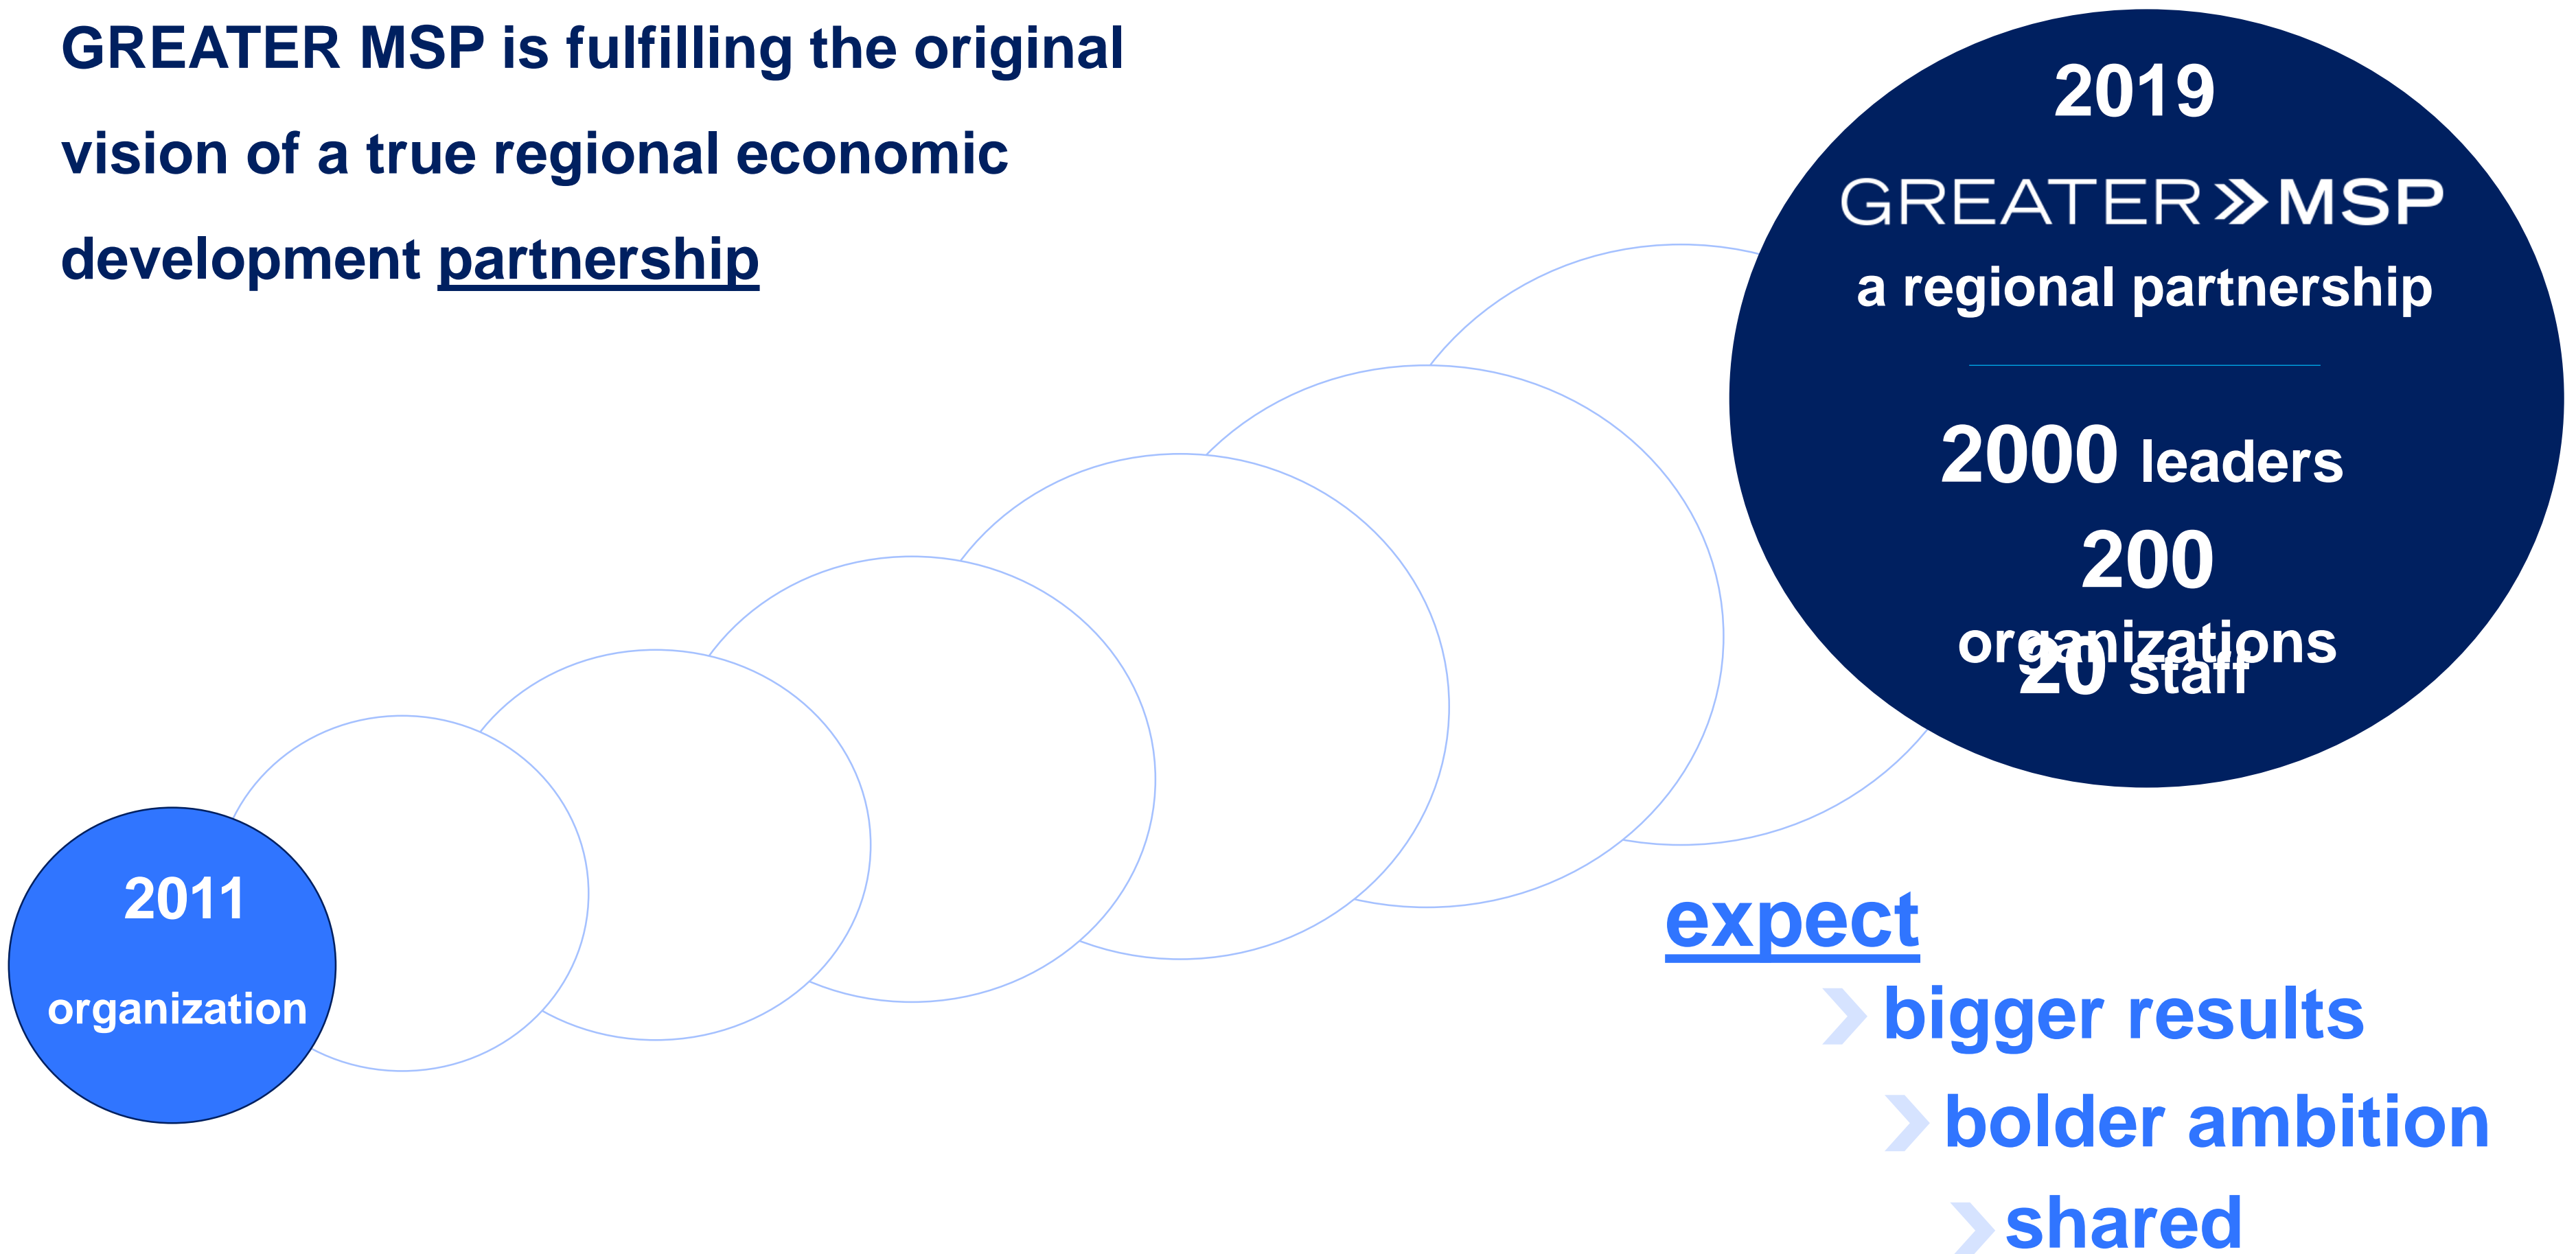 GREATER MSP is fulfilling the original
vision of a true regional economic
development partnership
2019
GREATER MSP
a regional partnership
2000 leaders
200
organizations
20 staff
2011
organization
expect
bigger results
bolder ambition
shared